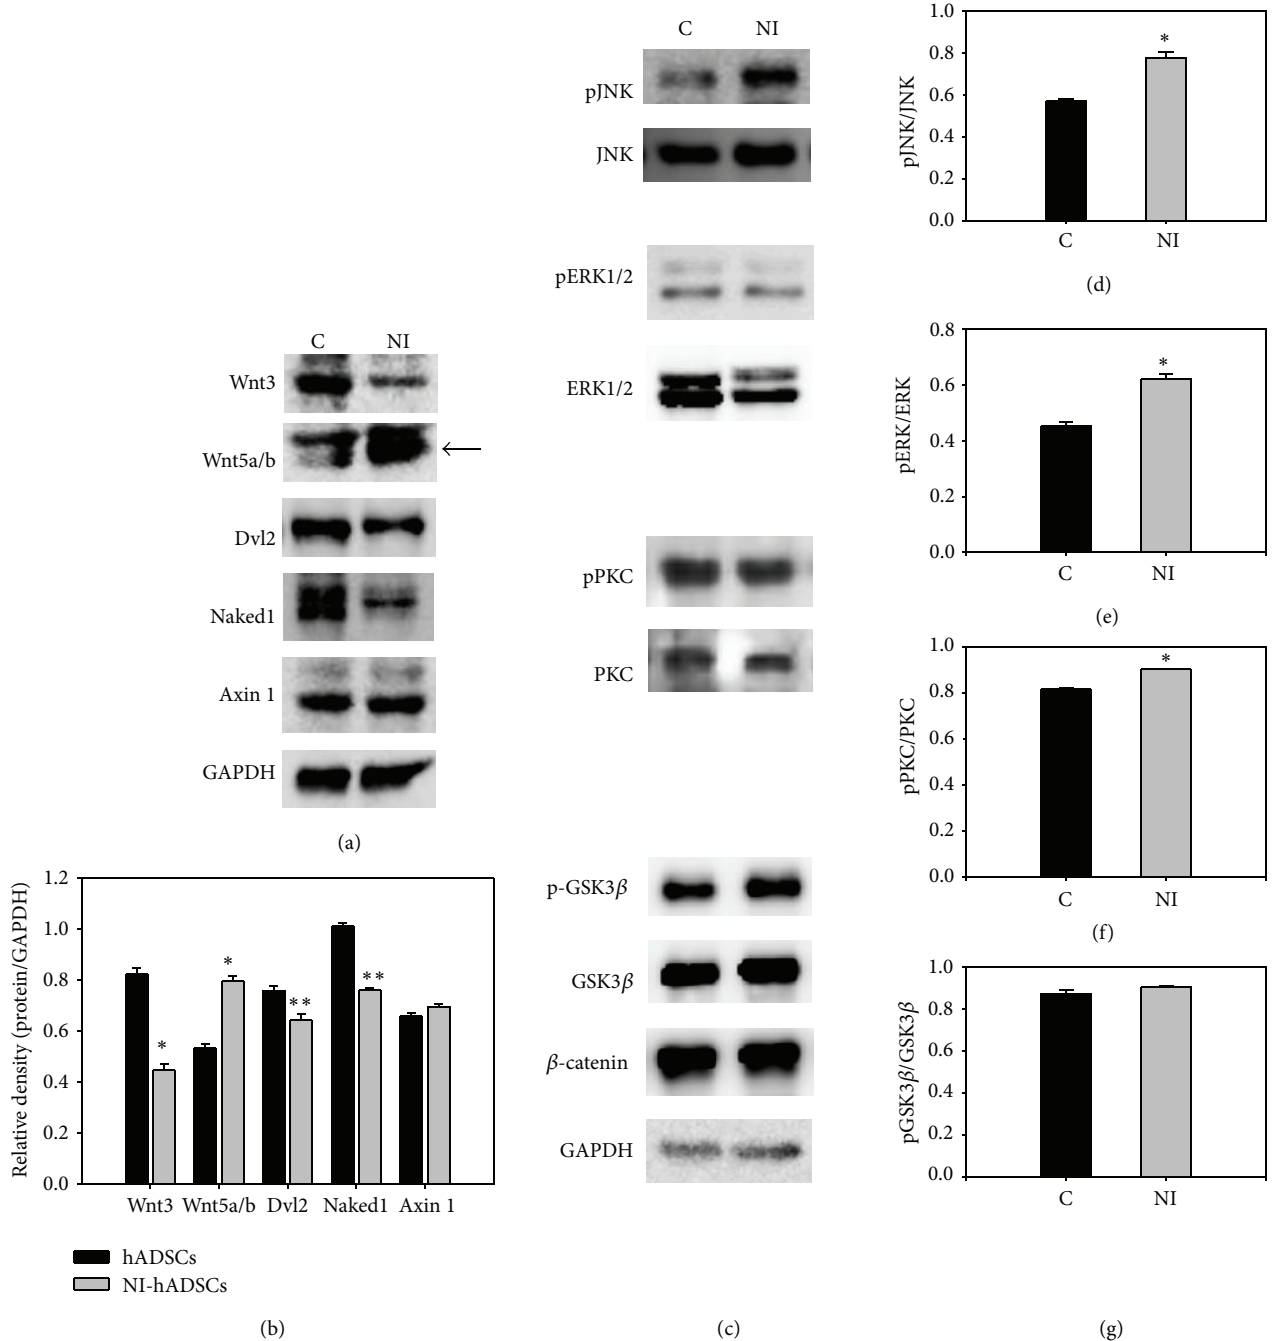 C NI
Wnt3
Wnt5a/b
Dvl2
Naked1
Axin 1
GAPDH
(a)
Relative density (protein/GAPDH)
1.2
1.0
0.8
0.6
0.4
0.2
0.0
*
*
**
**
Wnt3 Wnt5a/b Dvl2 Naked1 Axin 1
hADSCs
NI-hADSCs
(b)
C NI
pJNK
JNK
pERK1/2
ERK1/2
pPKC
PKC
p-GSK3β
GSK3β
β-catenin
GAPDH
(c)
pJNK/JNK
1.0
0.8
0.6
0.4
0.2
0.0
*
C NI
(d)
pERK/ERK
0.8
0.6
0.4
0.2
0.0
*
C NI
(e)
pPKC/PKC
1.0
0.8
0.6
0.4
0.2
0.0
*
C NI
(f)
pGSK3β/GSK3β
1.0
0.8
0.6
0.4
0.2
0.0
C NI
(g)